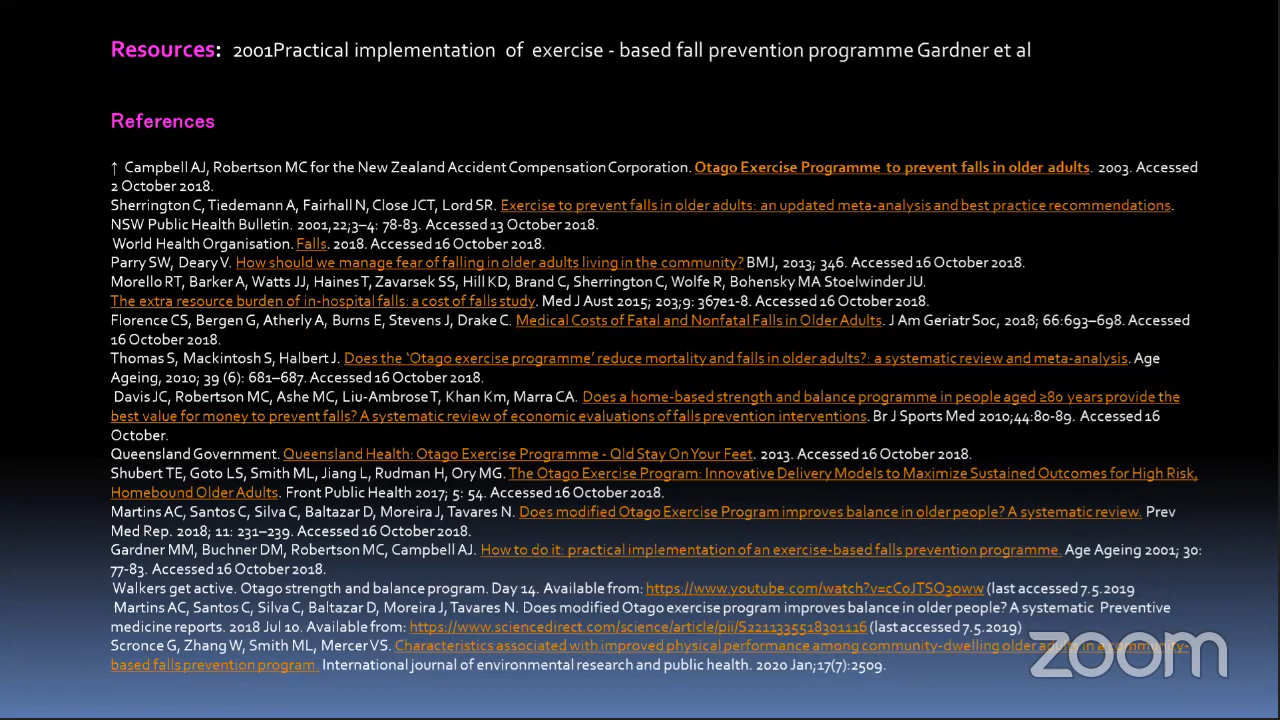 Resources: 2001Practical implementation of exercise - based fall prevention programme Gardner et al
References
↑ Campbell AJ, Robertson MC for the New Zealand Accident Compensation Corporation. Otago Exercise Programme to prevent falls in older adults. 2003. Accessed
2 October 2018.
Sherrington C, Tiedemann A, Fairhall N, Close JCT, Lord SR. Exercise to prevent falls in older adults: an updated meta-analysis and best practice recommendations.
NSW Public Health Bulletin. 2001,22;3–4: 78-83. Accessed 13 October 2018.
World Health Organisation. Falls. 2018. Accessed 16 October 2018.
Parry SW, Deary V. How should we manage fear of falling in older adults living in the community? BMJ, 2013; 346. Accessed 16 October 2018.
Morello RT, Barker A, Watts JJ, Haines T, Zavarsek SS, Hill KD, Brand C, Sherrington C, Wolfe R, Bohensky MA Stoelwinder JU.
The extra resource burden of in-hospital falls: a cost of falls study. Med J Aust 2015; 203;9: 367e1-8. Accessed 16 October 2018.
Florence CS, Bergen G, Atherly A, Burns E, Stevens J, Drake C. Medical Costs of Fatal and Nonfatal Falls in Older Adults. J Am Geriatr Soc, 2018; 66:693–698. Accessed
16 October 2018.
Thomas S, Mackintosh S, Halbert J. Does the ‘Otago exercise programme’ reduce mortality and falls in older adults?: a systematic review and meta-analysis. Age
Ageing, 2010; 39 (6): 681–687. Accessed 16 October 2018.
Davis JC, Robertson MC, Ashe MC, Liu-Ambrose T, Khan Km, Marra CA. Does a home-based strength and balance programme in people aged ≥80 years provide the
best value for money to prevent falls? A systematic review of economic evaluations of falls prevention interventions. Br J Sports Med 2010;44:80-89. Accessed 16
October.
Queensland Government. Queensland Health: Otago Exercise Programme - Qld Stay On Your Feet. 2013. Accessed 16 October 2018.
Shubert TE, Goto LS, Smith ML, Jiang L, Rudman H, Ory MG. The Otago Exercise Program: Innovative Delivery Models to Maximize Sustained Outcomes for High Risk,
Homebound Older Adults. Front Public Health 2017; 5: 54. Accessed 16 October 2018.
Martins AC, Santos C, Silva C, Baltazar D, Moreira J, Tavares N. Does modified Otago Exercise Program improves balance in older people? A systematic review. Prev
Med Rep. 2018; 11: 231–239. Accessed 16 October 2018.
Gardner MM, Buchner DM, Robertson MC, Campbell AJ. How to do it: practical implementation of an exercise-based falls prevention programme. Age Ageing 2001; 30:
77-83. Accessed 16 October 2018.
Walkers get active. Otago strength and balance program. Day 14. Available from: https://www.youtube.com/watch?v=cCoJTSO30ww (last accessed 7.5.2019
Martins AC, Santos C, Silva C, Baltazar D, Moreira J, Tavares N. Does modified Otago exercise program improves balance in older people? A systematic Preventive
medicine reports. 2018 Jul 10. Available from: https://www.sciencedirect.com/science/article/pii/S2211335518301116 (last accessed 7.5.2019)
Scronce G, Zhang W, Smith ML, Mercer VS. Characteristics associated with improved physical performance among community-dwelling older adults in a community-
based falls prevention program. International journal of environmental research and public health. 2020 Jan;17(7):2509.
zoom